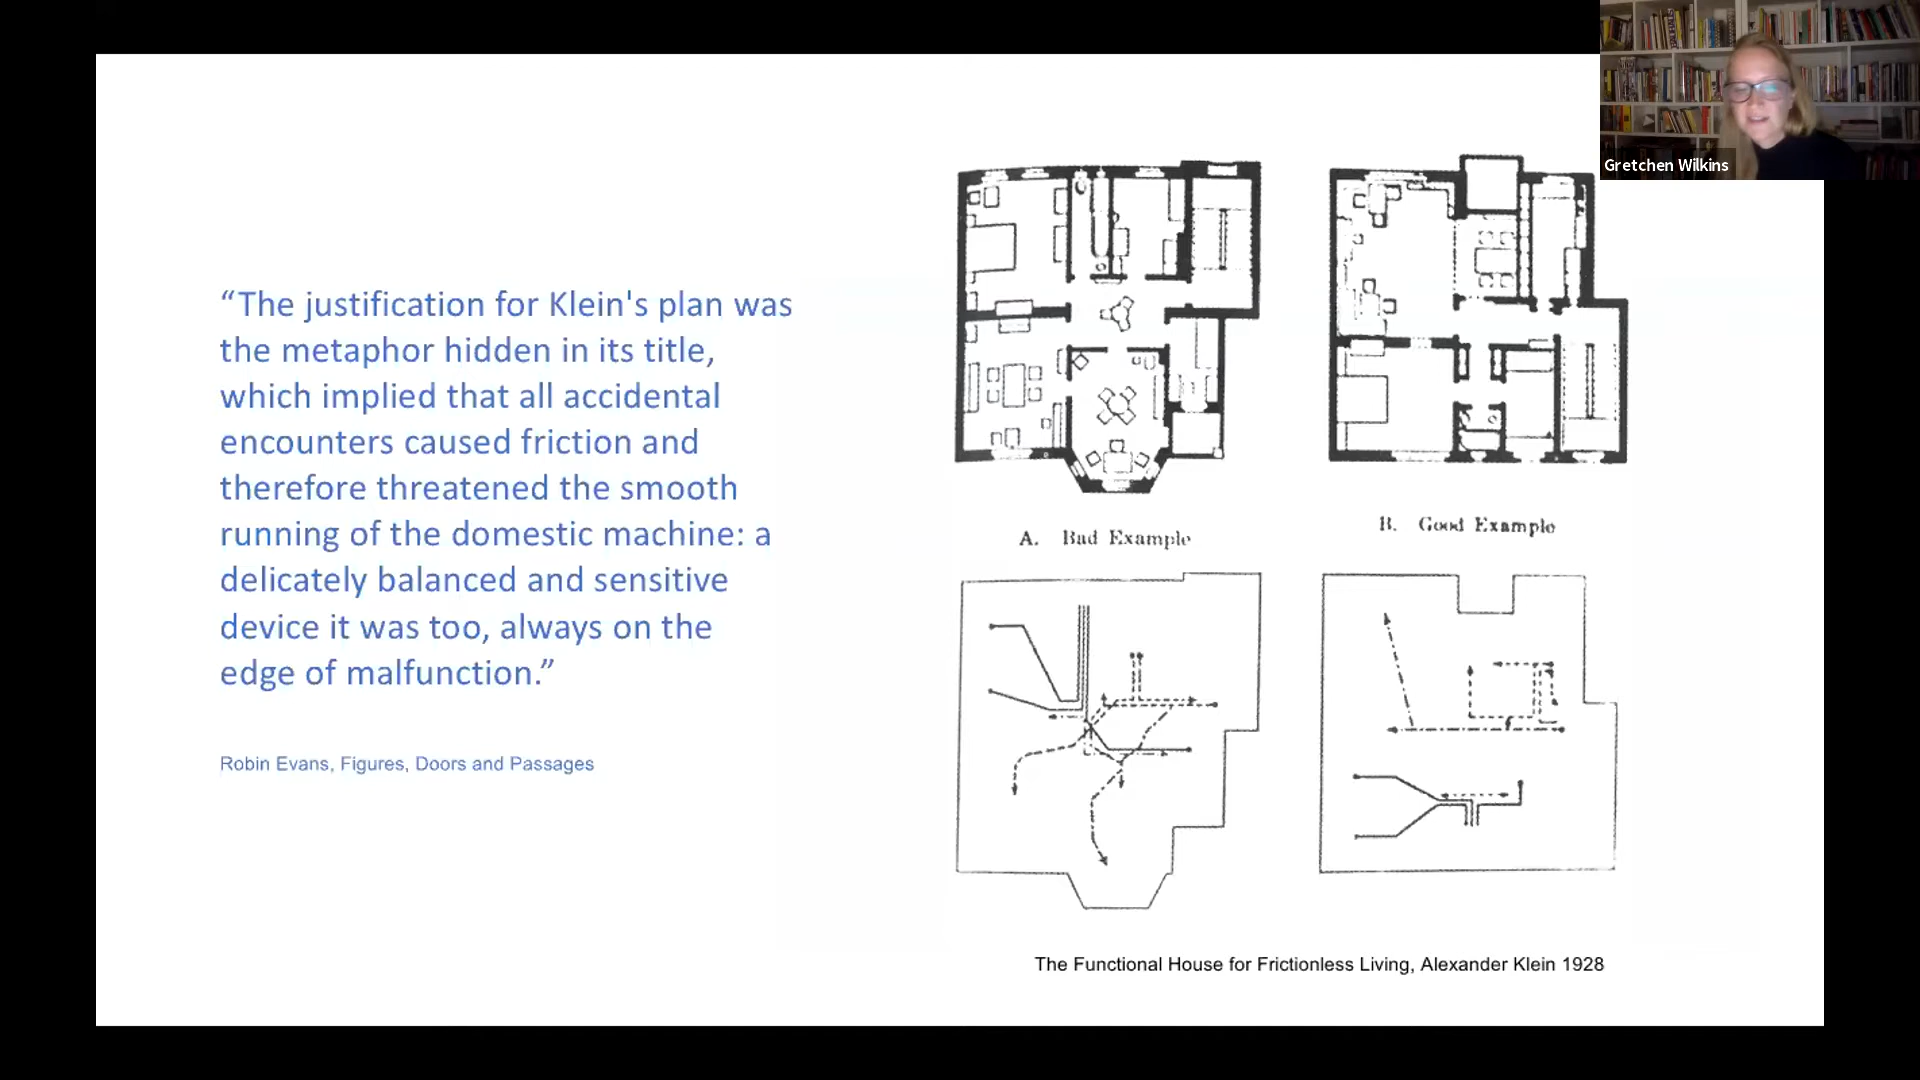 Gretchen Wilkins
“The justification for Klein's plan was
the metaphor hidden in its title,
which implied that all accidental
encounters caused friction and
therefore threatened the smooth
running of the domestic machine: a
delicately balanced and sensitive
device it was too, always on the
edge of malfunction.”
Robin Evans, Figures, Doors and Passages
A. Bad Example
B. Good Example
The Functional House for Frictionless Living, Alexander Klein 1928